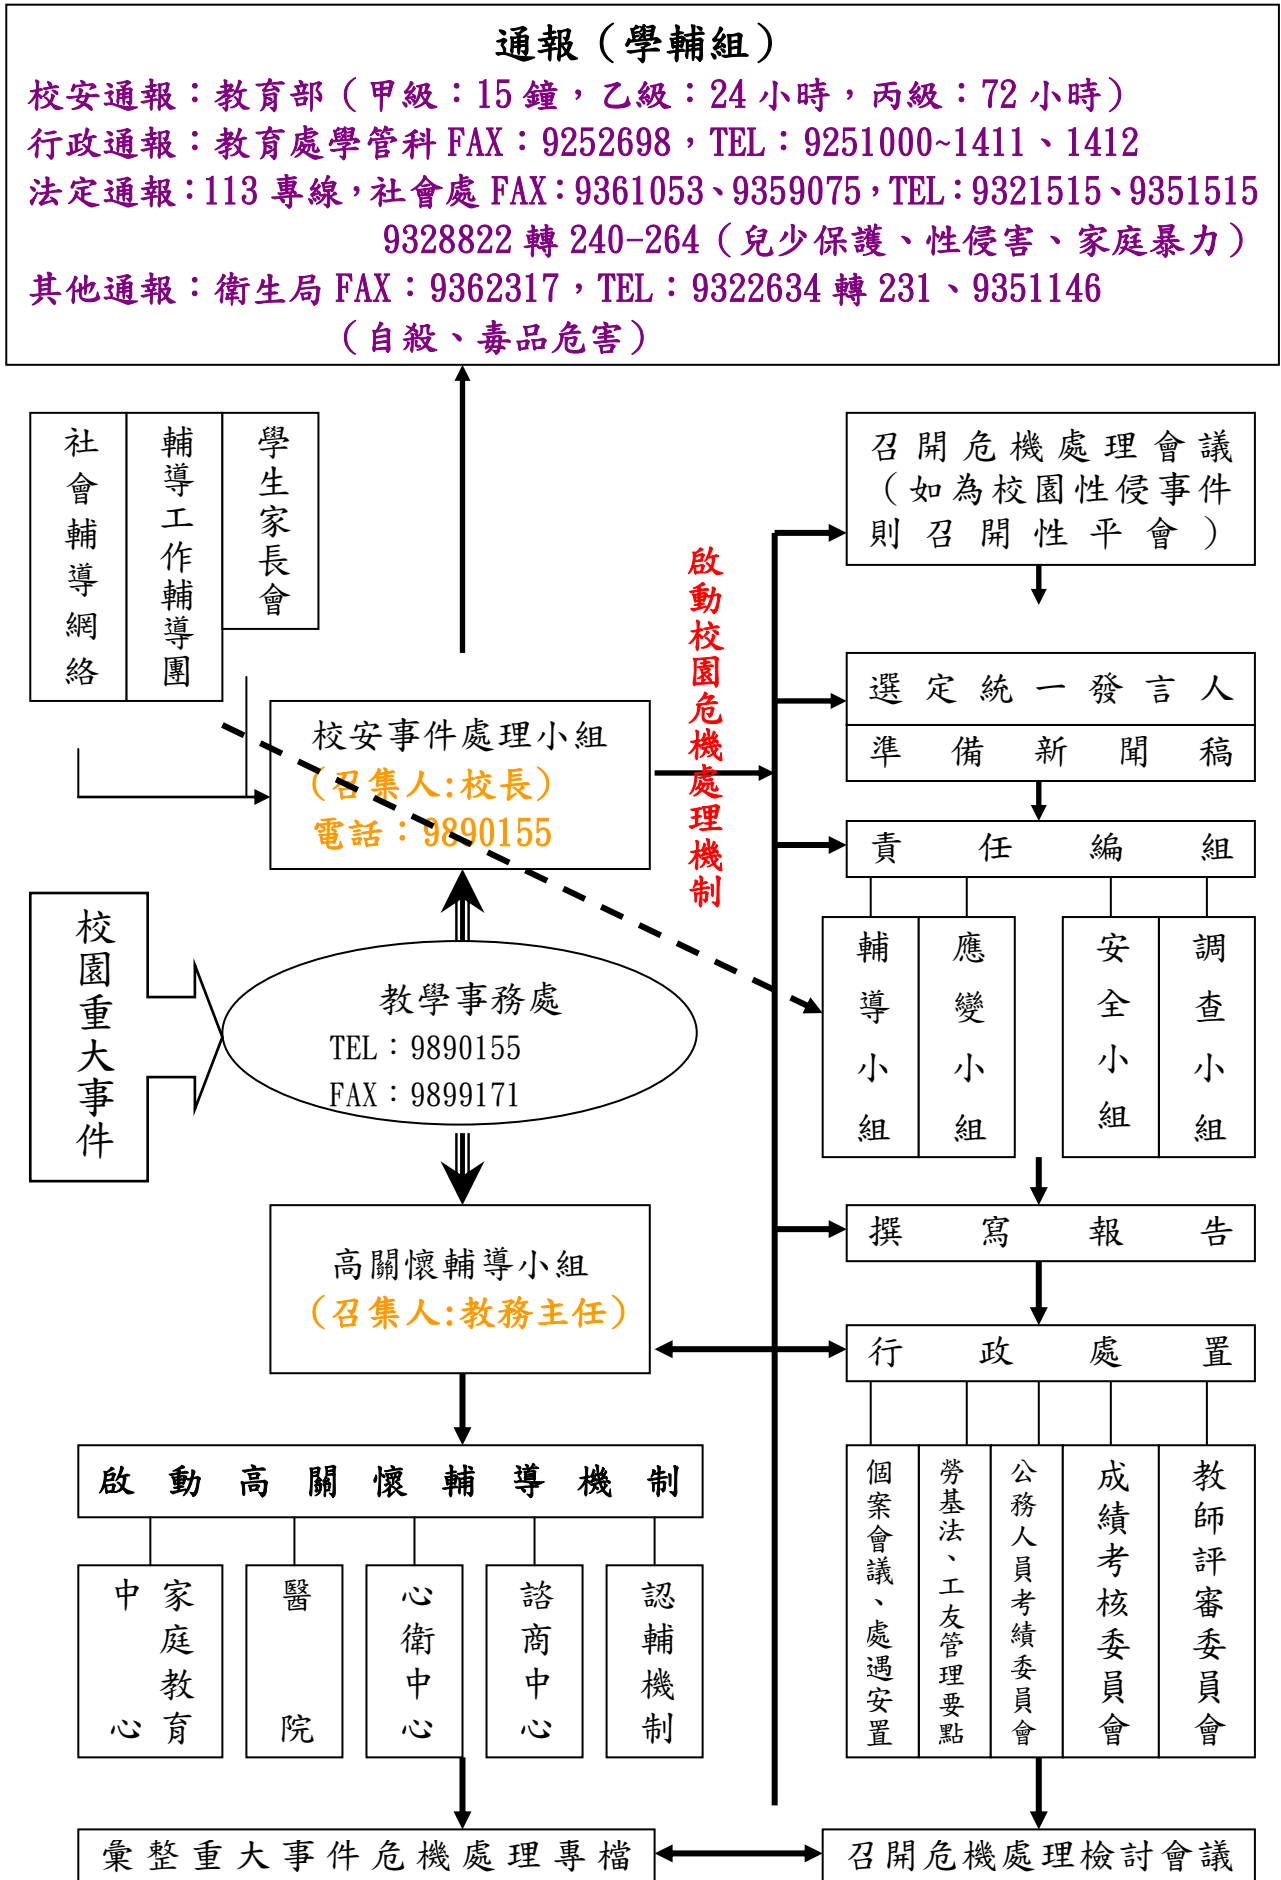 通報（學輔組）
校安通報：教育部（甲級：15鐘，乙級：24小時，丙級：72小時）
行政通報：教育處學管科FAX：9252698，TEL：9251000~1411、1412
法定通報：113專線，社會處FAX：9361053、9359075，TEL：9321515、9351515
9328822轉240-264（兒少保護、性侵害、家庭暴力）
其他通報：衛生局FAX：9362317，TEL：9322634轉231、9351146
（自殺、毒品危害）
社會輔導網絡
輔導工作輔導團
學生家長會
召開危機處理會議
（如為校園性侵事件
則召開性平會）
啟動校園危機處理機制
選定統一發言人
準備新聞稿
校安事件處理小組
（召集人:校長）
電話：9890155
責任編組
輔導小組
應變小組
安全小組
調查小組
校園重大事件
教學事務處
TEL：9890155
FAX：9899171
撰寫報告
高關懷輔導小組
（召集人:教務主任）
行政處置
個案會議、處遇安置
勞基法、工友管理要點
公務人員考績委員會
成績考核委員會
教師評審委員會
啟動高關懷輔導機制
家庭教育
中心
醫院
心衛中心
諮商中心
認輔機制
彙整重大事件危機處理專檔
召開危機處理檢討會議